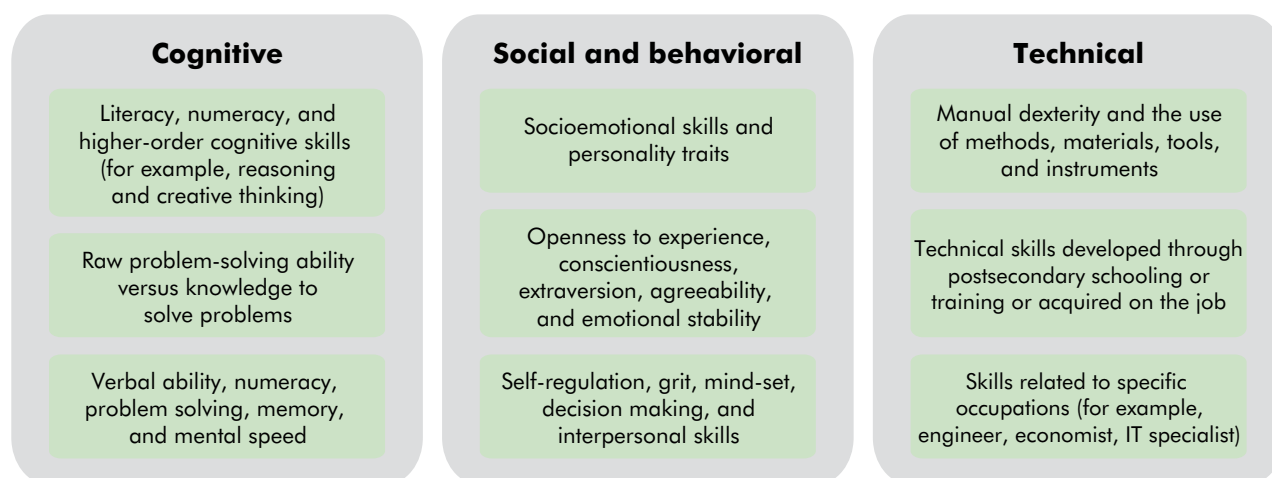 Cognitive
Literacy, numeracy, and
higher-order cognitive skills
(for example, reasoning
and creative thinking)
Raw problem-solving ability
versus knowledge to
solve problems
Verbal ability, numeracy,
problem solving, memory,
and mental speed
Social and behavioral
Socioemotional skills and
personality traits
Openness to experience,
conscientiousness,
extraversion, agreeability,
and emotional stability
Self-regulation, grit, mind-set,
decision making, and
interpersonal skills
Technical
Manual dexterity and the use
of methods, materials, tools,
and instruments
Technical skills developed through
postsecondary schooling or
training or acquired on the job
Skills related to specific
occupations (for example,
engineer, economist, IT specialist)